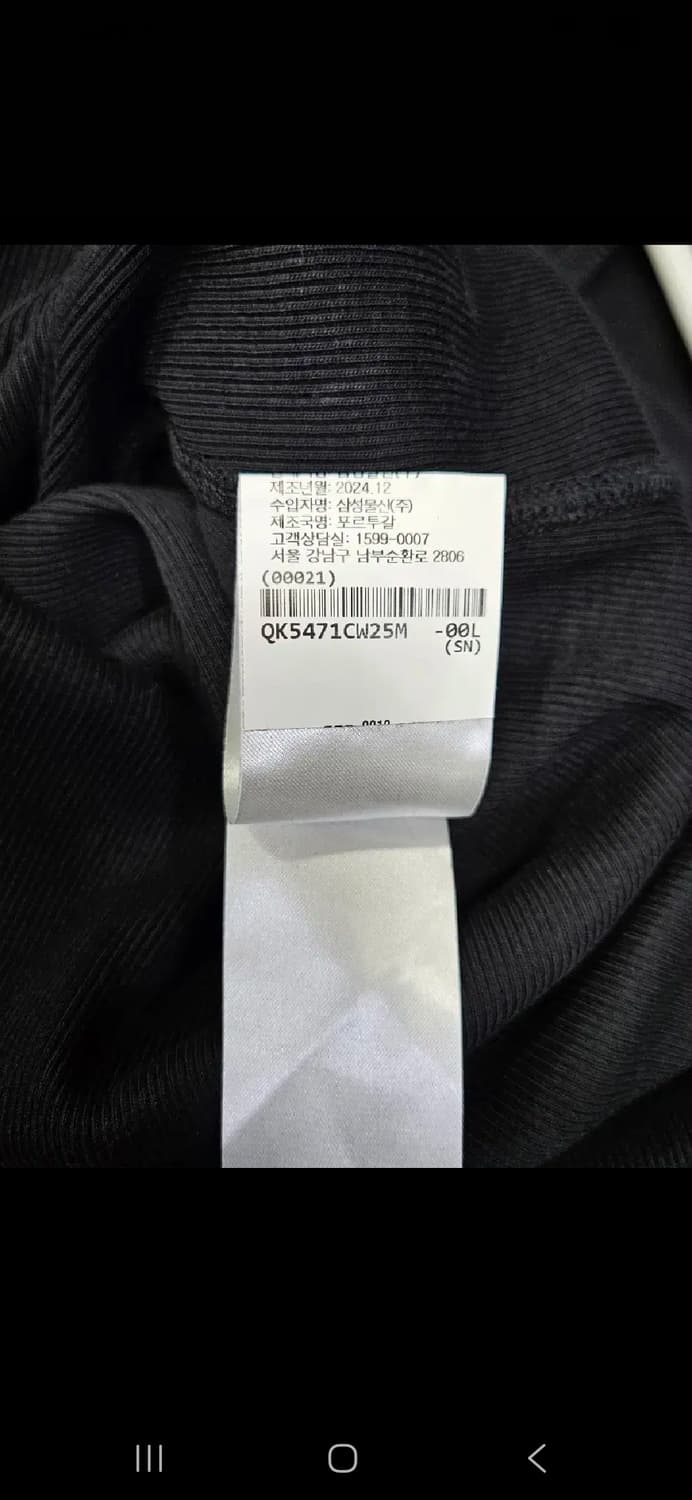 제조년월: 2024.12
수입자명: 삼성물산(주)
제조국명: 포르투갈
고객상담실: 1599-0007
서울 강남구 남부순환로 2806
(00021)
QK5471CW25M -00L
(SN)